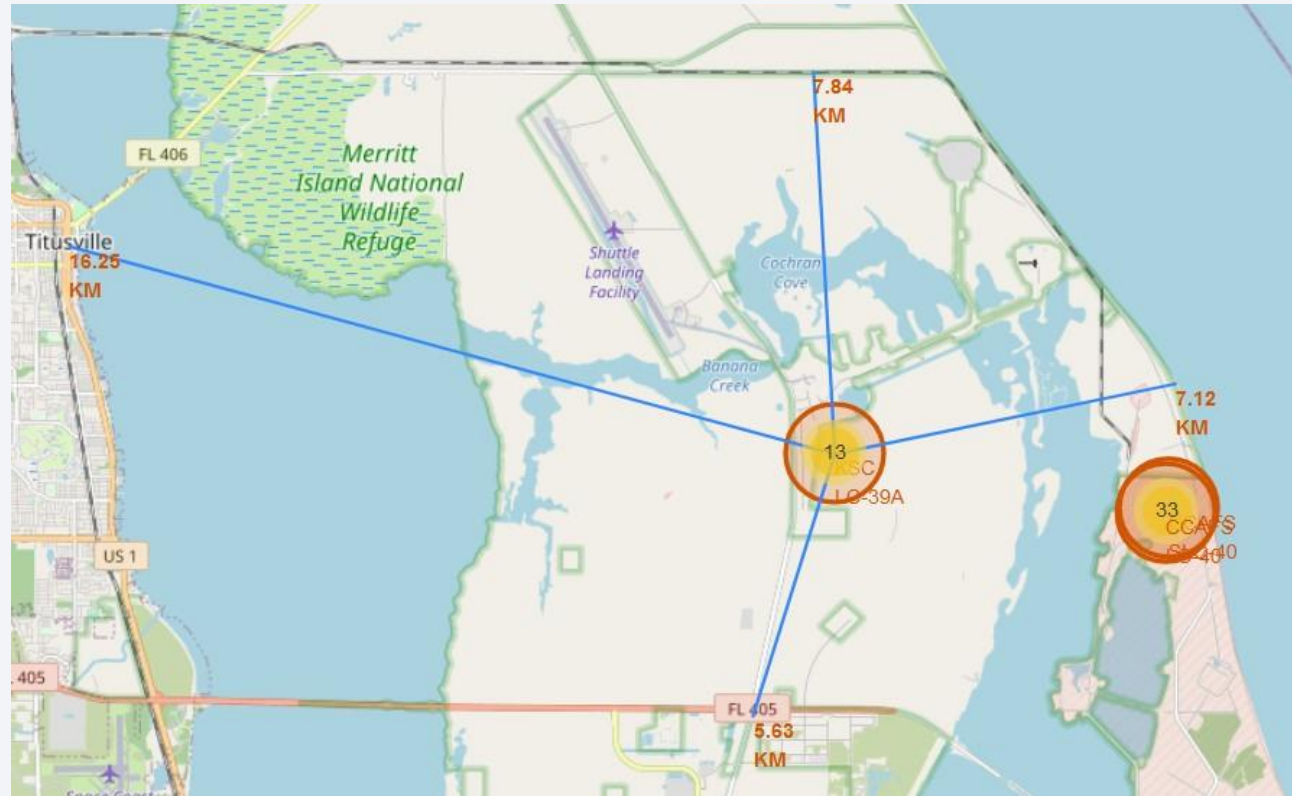 7.84
KM
FL 406
Merritt
Island National
Wildlife
Refuge
Titusville
16.25
KM
Shuttle
Landing
Facility
Cochran
Cove
Banana
Creek
7.12
KM
13
KSC
LC-39A
33
CCAFS
US 1
405
FL 405
5.63
KM